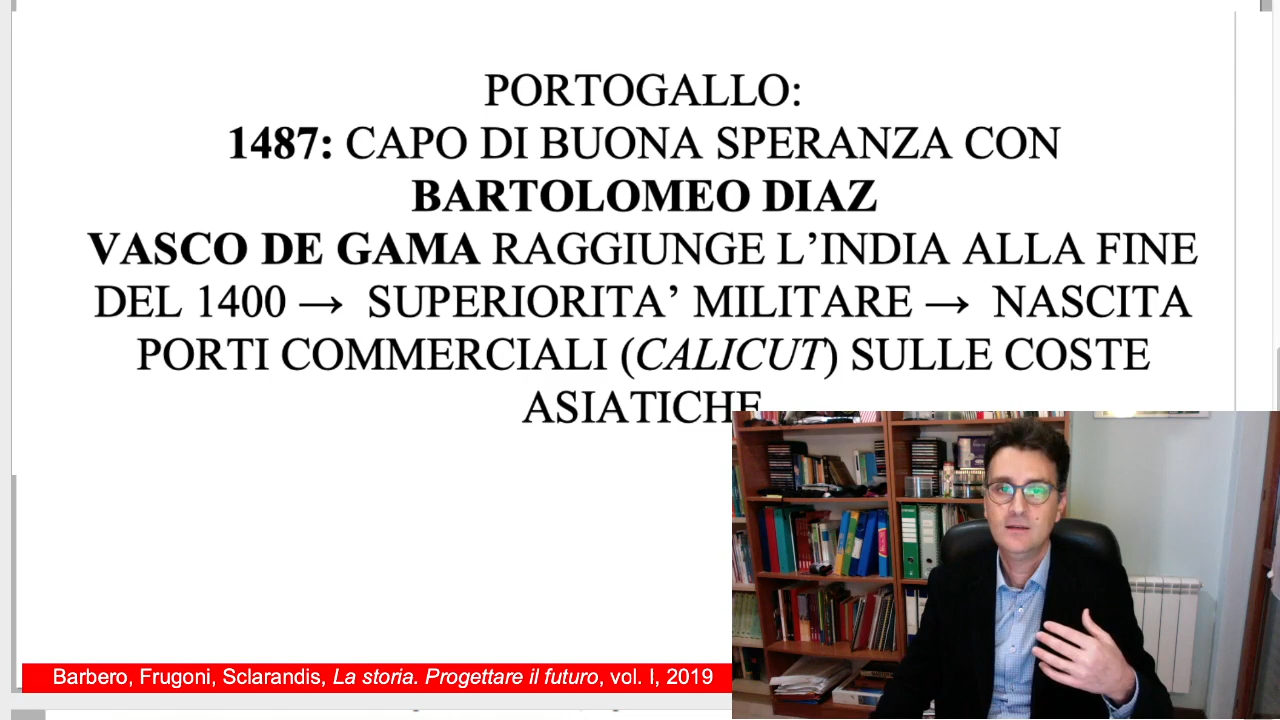 PORTOGALLO:
1487: CAPO DI BUONA SPERANZA CON
BARTOLOMEO DIAZ
VASCO DE GAMA RAGGIUNGE L’INDIA ALLA FINE
DEL 1400 → SUPERIORITA’ MILITARE → NASCITA
PORTI COMMERCIALI (CALICUT) SULLE COSTE
ASIATICHE
Barbero, Frugoni, Sclarandis, La storia. Progettare il futuro, vol. I, 2019